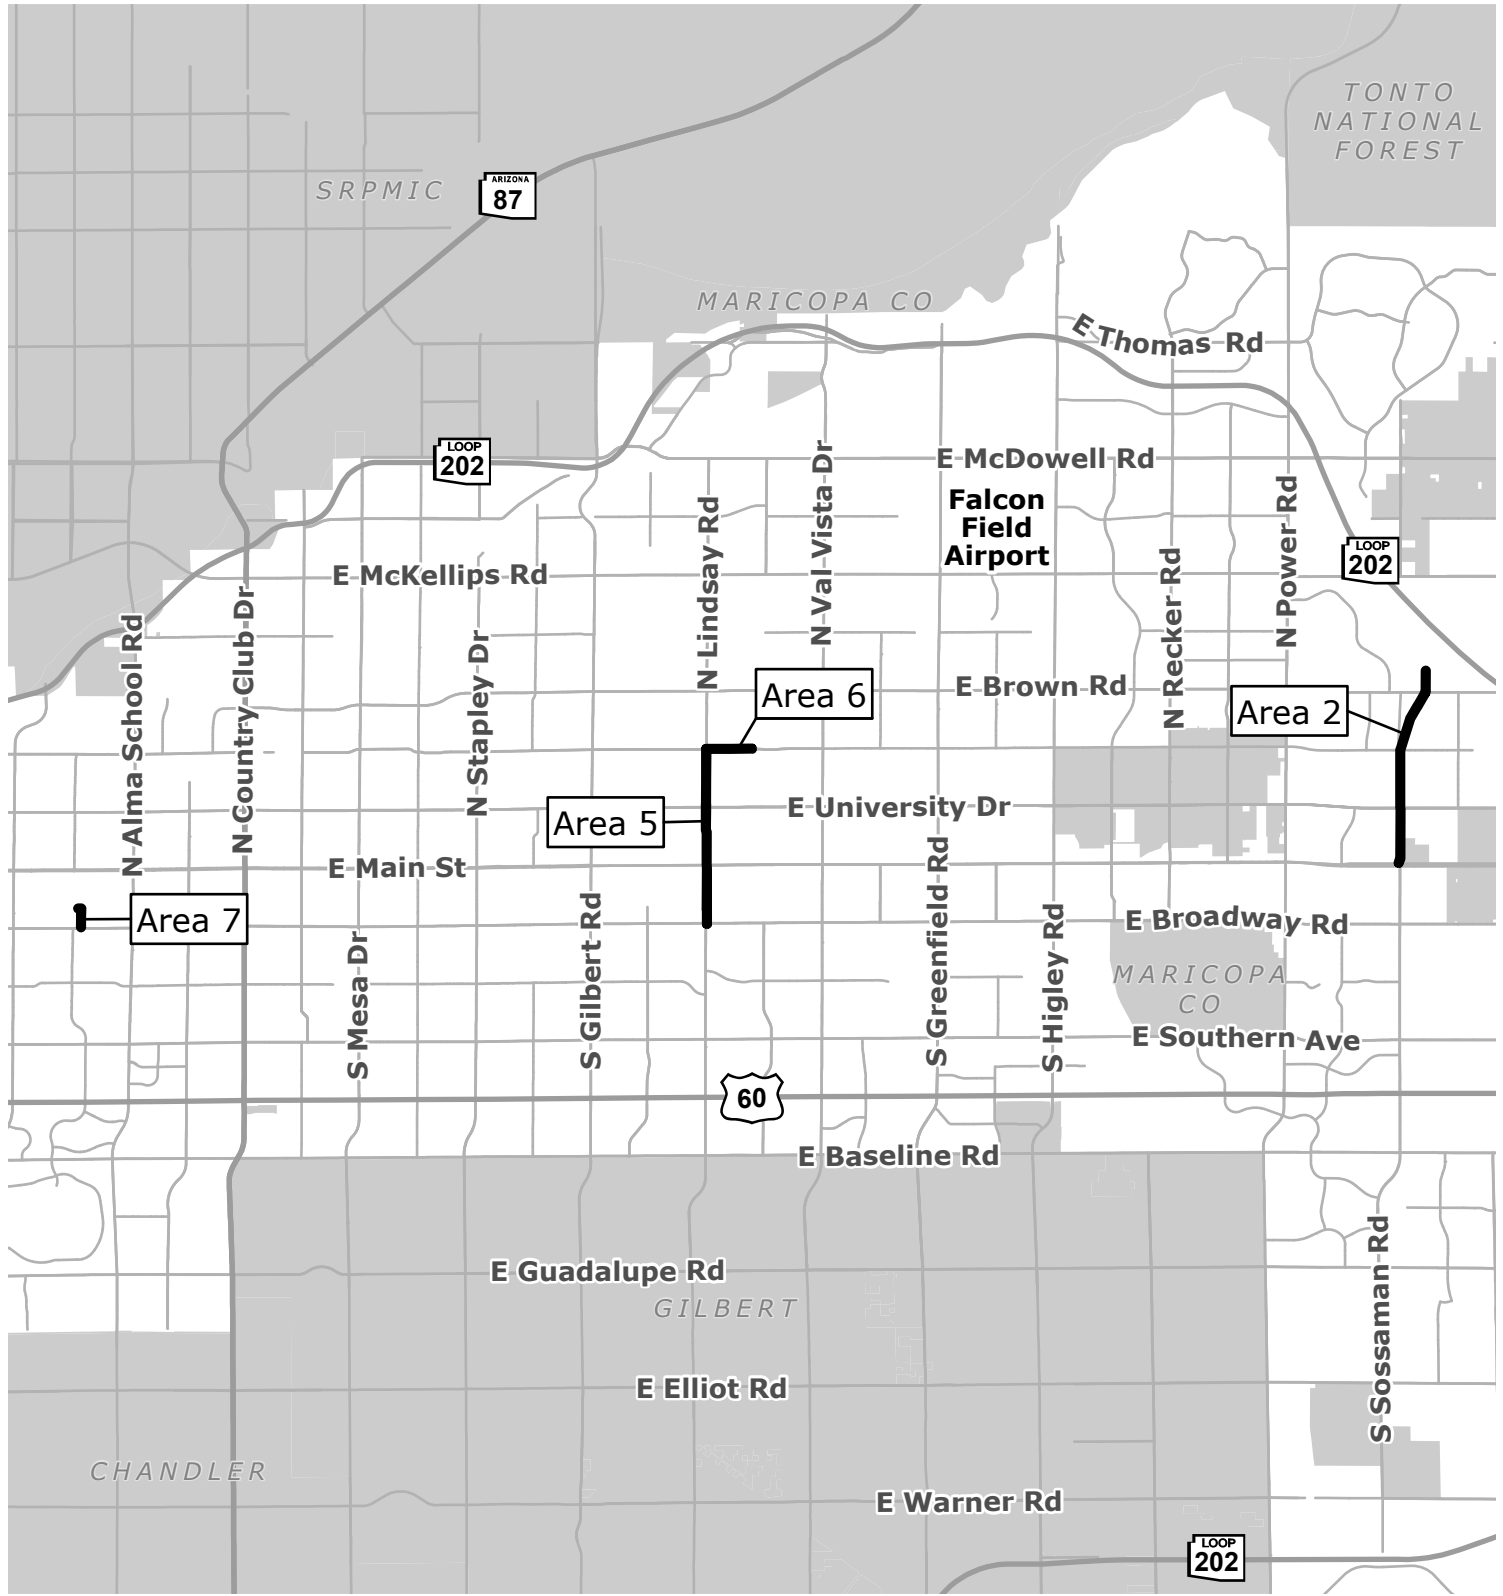 TONTO
NATIONAL
FOREST
SRPMIC
ARIZONA
87
MARICOPA CO
E Thomas Rd
LOOP
202
E McDowell Rd
N Val Vista Dr
N Lindsay Rd
Falcon
Field
Airport
N Power Rd
LOOP
202
E McKellips Rd
N Recker Rd
N Alma School Rd
N Country Club Dr
N Stapley Dr
Area 6
E Brown Rd
Area 2
Area 5
E University Dr
E Main St
Area 7
S Gilbert Rd
S Greenfield Rd
S Higley Rd
E Broadway Rd
S Mesa Dr
MARICOPA
CO
E Southern Ave
60
E Baseline Rd
S Sossaman Rd
E Guadalupe Rd
GILBERT
E Elliot Rd
CHANDLER
E Warner Rd
LOOP
202